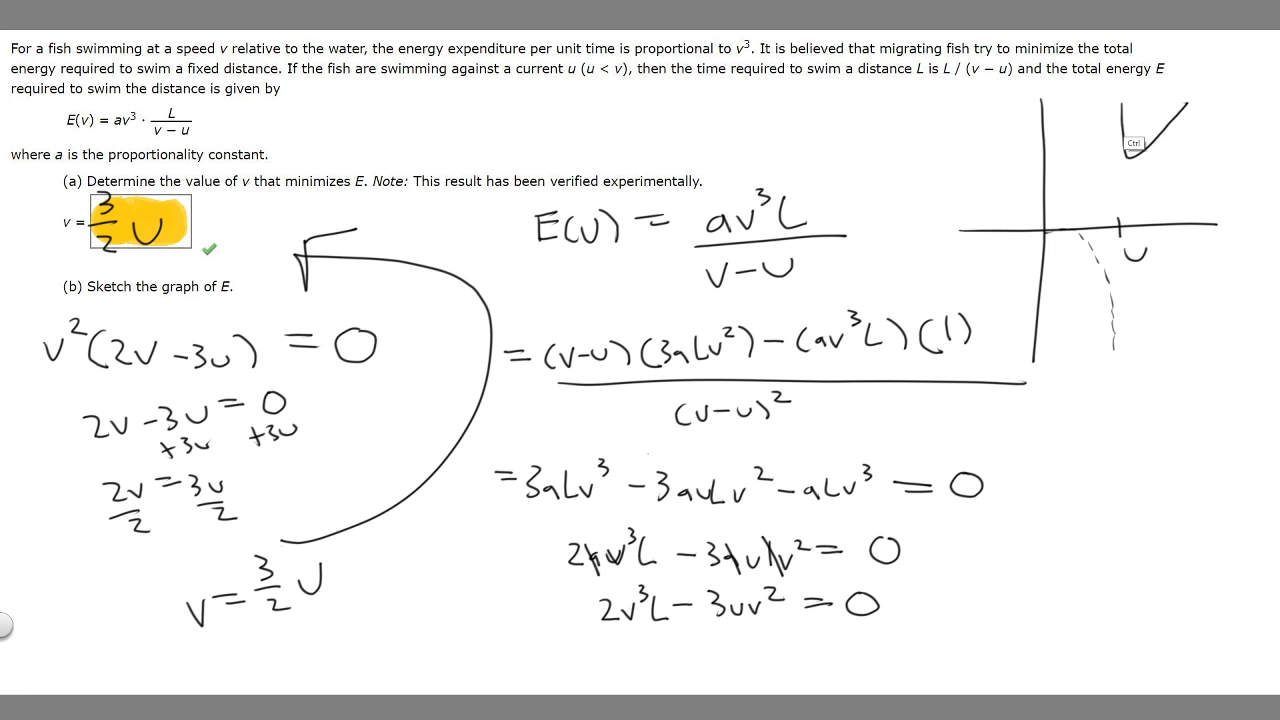 For a fish swimming at a speed v relative to the water, the energy expenditure per unit time is proportional to v³. It is believed that migrating fish try to minimize the total
energy required to swim a fixed distance. If the fish are swimming against a current u (u < v), then the time required to swim a distance L is L / (v − u) and the total energy E
required to swim the distance is given by
E(v) = av³ · L / (v − u)
where a is the proportionality constant.
(a) Determine the value of v that minimizes E. Note: This result has been verified experimentally.
v = 3/2 u
(b) Sketch the graph of E.
v²(2v - 3u) = 0
2v - 3u = 0
+3u +3u
2v/2 = 3u/2
v = 3/2 u
E(v) = av³L / v-u
= (v-u)(3aLv²) - (av³L)(1) / (v-u)²
= 3aLv³ - 3auLv² - aLv³ = 0
2av³L - 3auLv² = 0
2v³L - 3uv² = 0
Ctrl
u